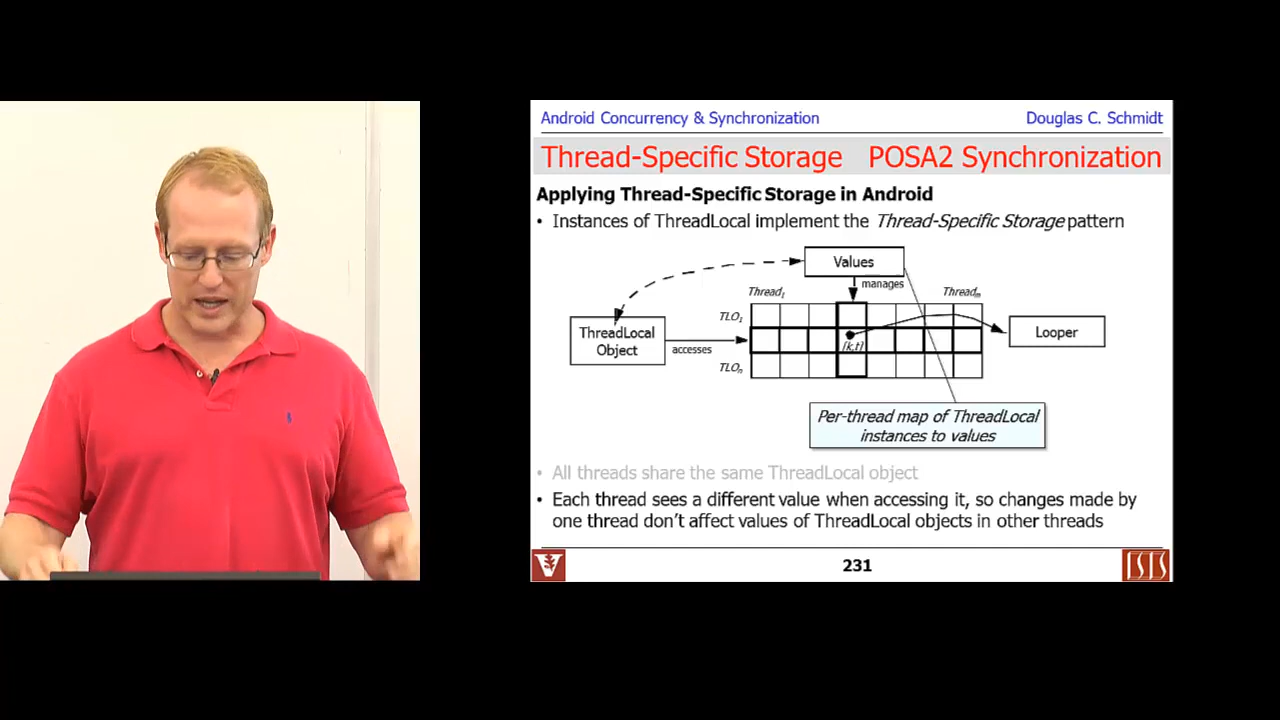 Android Concurrency & Synchronization Douglas C. Schmidt
Thread-Specific Storage POSA2 Synchronization
Applying Thread-Specific Storage in Android
• Instances of ThreadLocal implement the Thread-Specific Storage pattern
Values
manages
Thread1 Threadm
TLO1
ThreadLocal
Object
accesses
[k,t]
Looper
TLOn
Per-thread map of ThreadLocal
instances to values
• All threads share the same ThreadLocal object
• Each thread sees a different value when accessing it, so changes made by
one thread don't affect values of ThreadLocal objects in other threads
V
231
ISIS